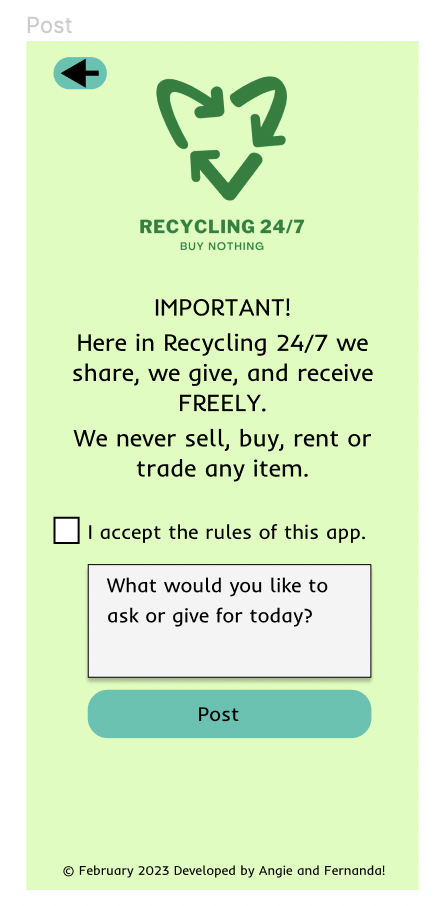 Post
RECYCLING 24/7
BUY NOTHING
IMPORTANT!
Here in Recycling 24/7 we
share, we give, and receive
FREELY.
We never sell, buy, rent or
trade any item.
I accept the rules of this app.
What would you like to
ask or give for today?
Post
© February 2023 Developed by Angie and Fernanda!